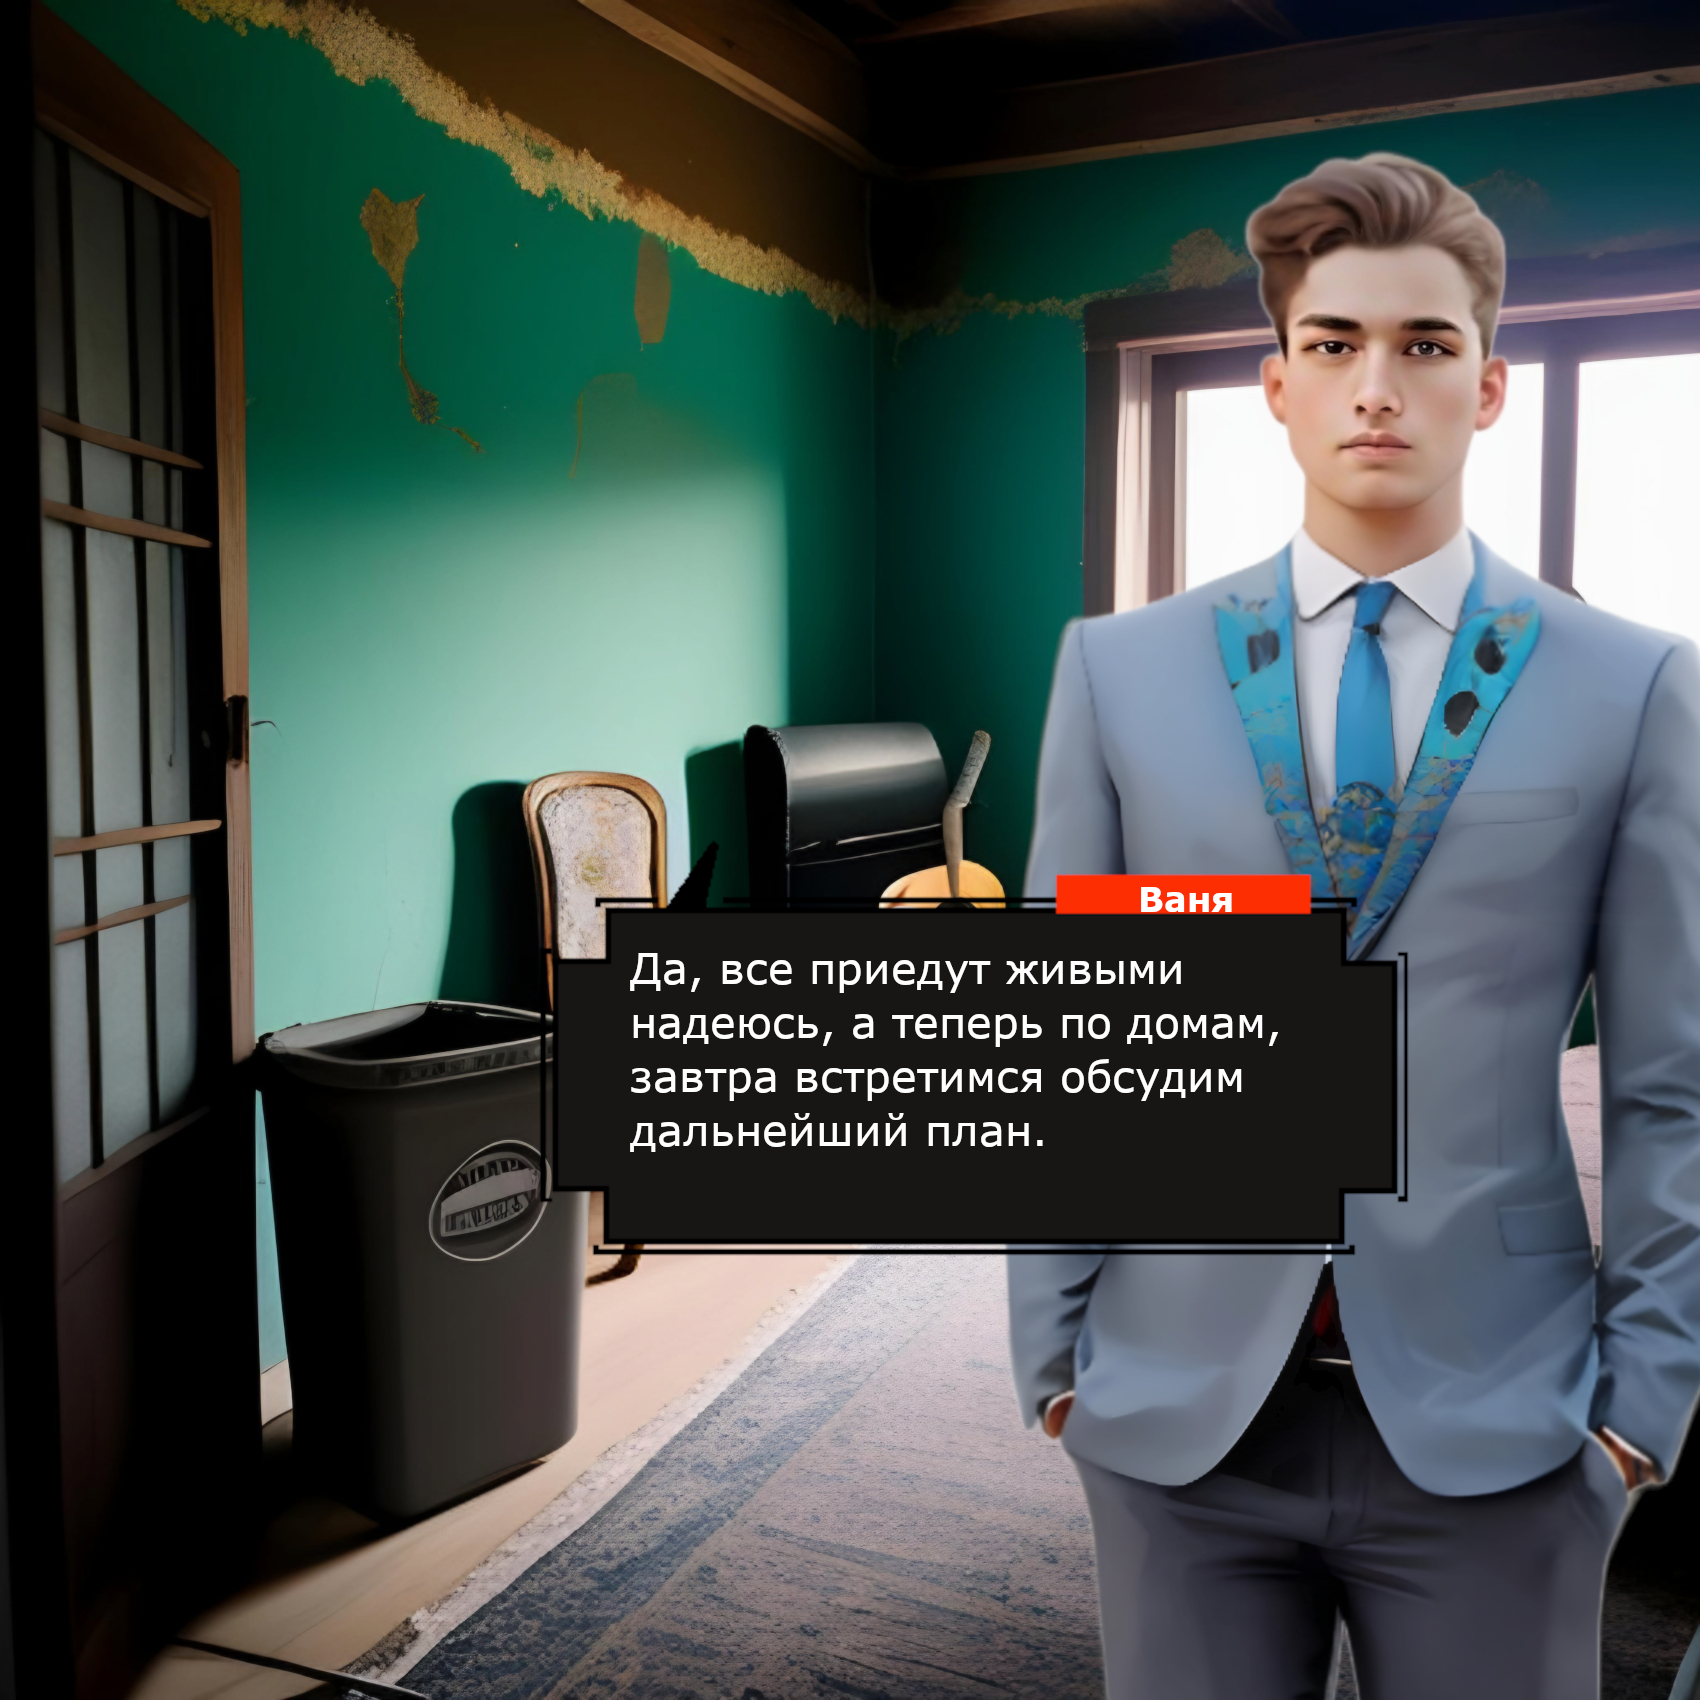 Ваня
Да, все приедут живыми
надеюсь, а теперь по домам,
завтра встретимся обсудим
дальнейший план.